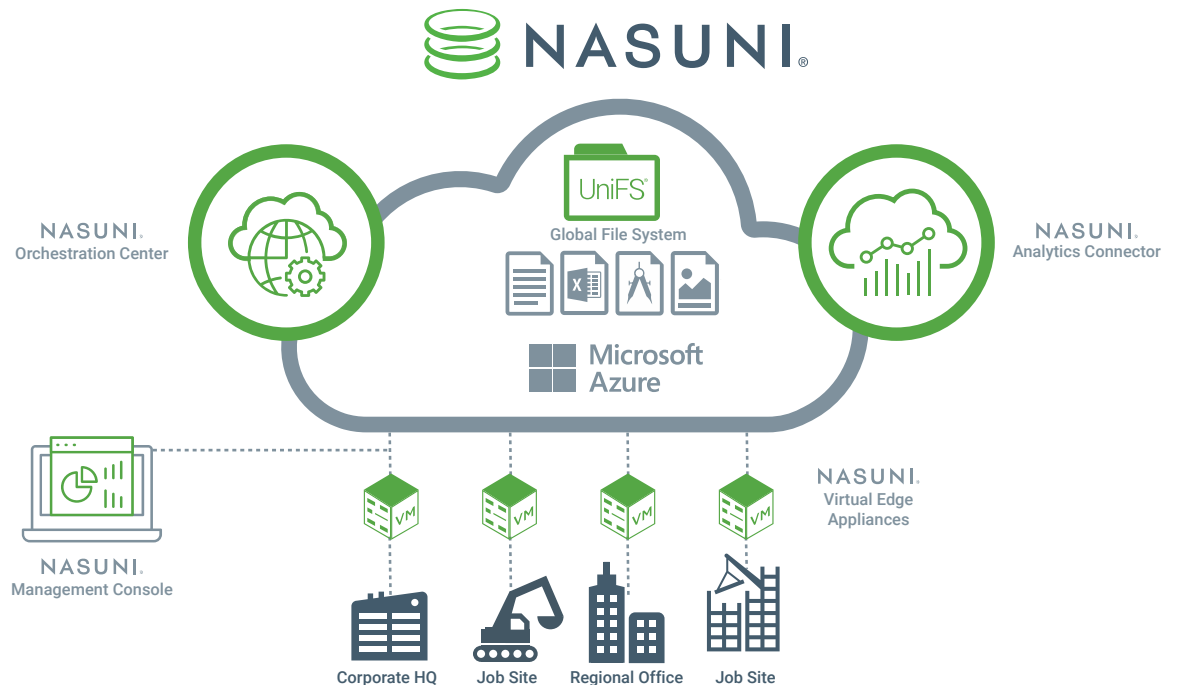 NASUNI®
UniFS®
Global File System
NASUNI.
Orchestration Center
NASUNI.
Analytics Connector
X
Microsoft
Azure
NASUNI.
Management Console
VM
VM
VM
VM
NASUNI.
Virtual Edge
Appliances
Corporate HQ
Job Site
Regional Office
Job Site